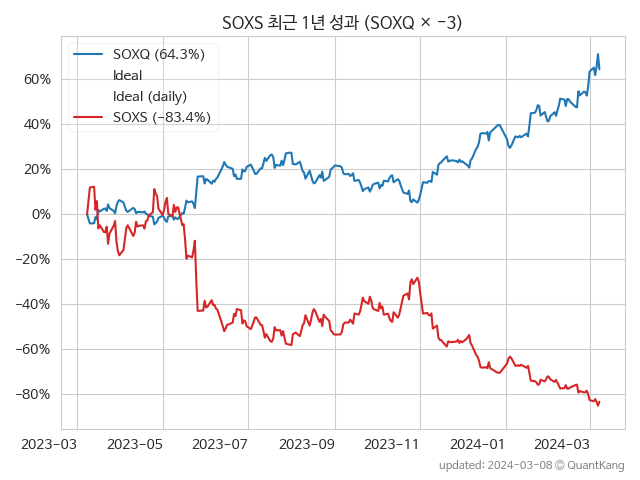 SOXS 최근 1년 성과 (SOXQ × −3)
SOXQ (64.3%)
Ideal
Ideal (daily)
SOXS (−83.4%)
60%
40%
20%
0%
−20%
−40%
−60%
−80%
2023−03 2023−05 2023−07 2023−09 2023−11 2024−01 2024−03
updated: 2024−03−08 © QuantKang